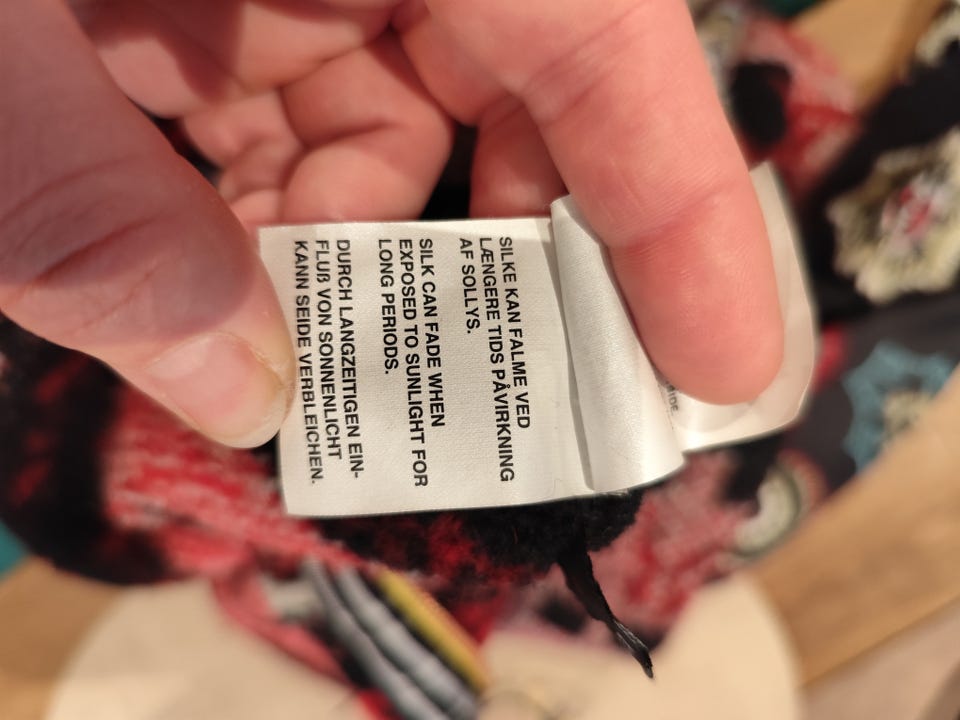 SILKE KAN FALME VED
LÆNGERE TIDS PÅVIRKNING
AF SOLLYS.
SILK CAN FADE WHEN
EXPOSED TO SUNLIGHT FOR
LONG PERIODS.
DURCH LANGZEITIGEN EIN-
FLUß VON SONNENLICHT
KANN SEIDE VERBLEICHEN.